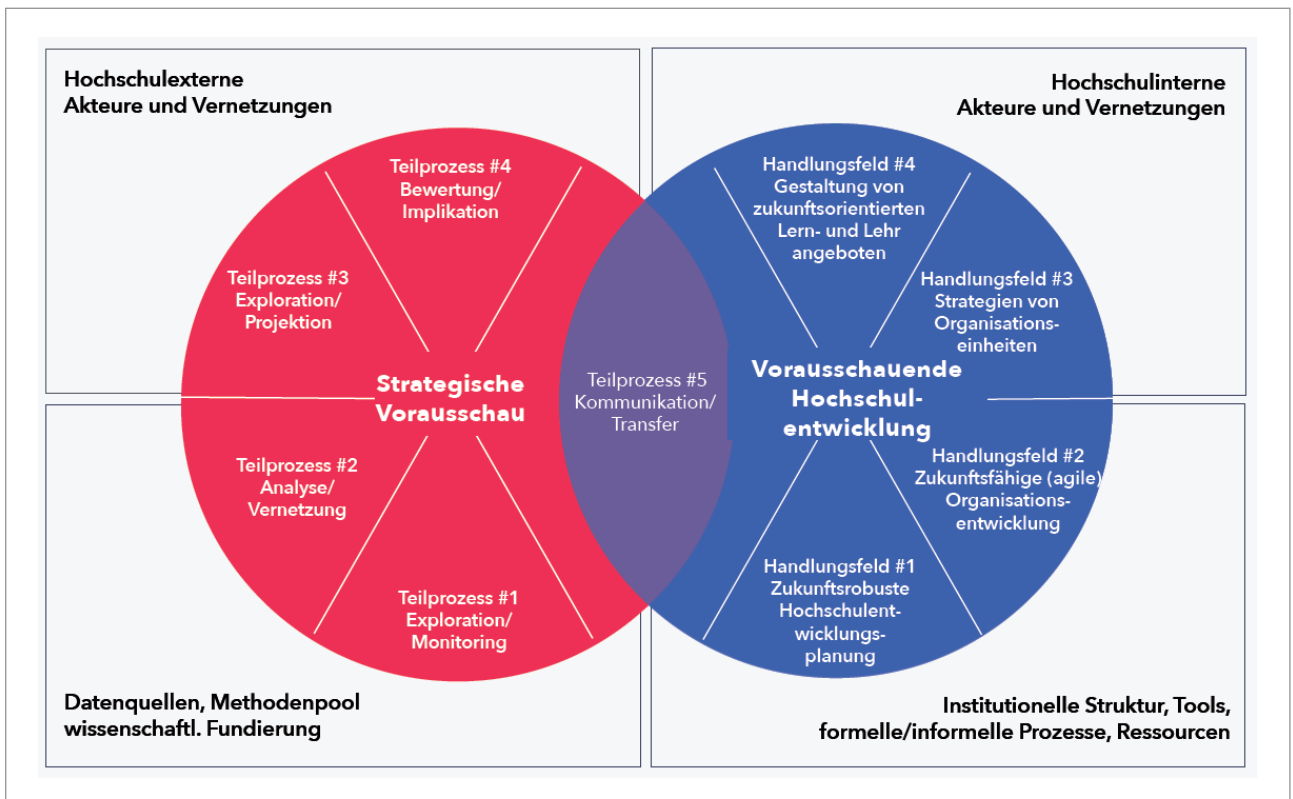 Hochschulexterne
Akteure und Vernetzungen
Hochschulinterne
Akteure und Vernetzungen
Teilprozess #4
Bewertung/
Implikation
Teilprozess #3
Exploration/
Projektion
Strategische
Vorausschau
Teilprozess #2
Analyse/
Vernetzung
Teilprozess #1
Exploration/
Monitoring
Teilprozess #5
Kommunikation/
Transfer
Handlungsfeld #4
Gestaltung von
zukunftsorientierten
Lern- und Lehr
angeboten
Handlungsfeld #3
Strategien von
Organisations-
einheiten
Vorausschauende
Hochschul-
entwicklung
Handlungsfeld #2
Zukunftsfähige (agile)
Organisations-
entwicklung
Handlungsfeld #1
Zukunftsrobuste
Hochschulent-
wicklungs-
planung
Datenquellen, Methodenpool
wissenschaftl. Fundierung
Institutionelle Struktur, Tools,
formelle/informelle Prozesse, Ressourcen